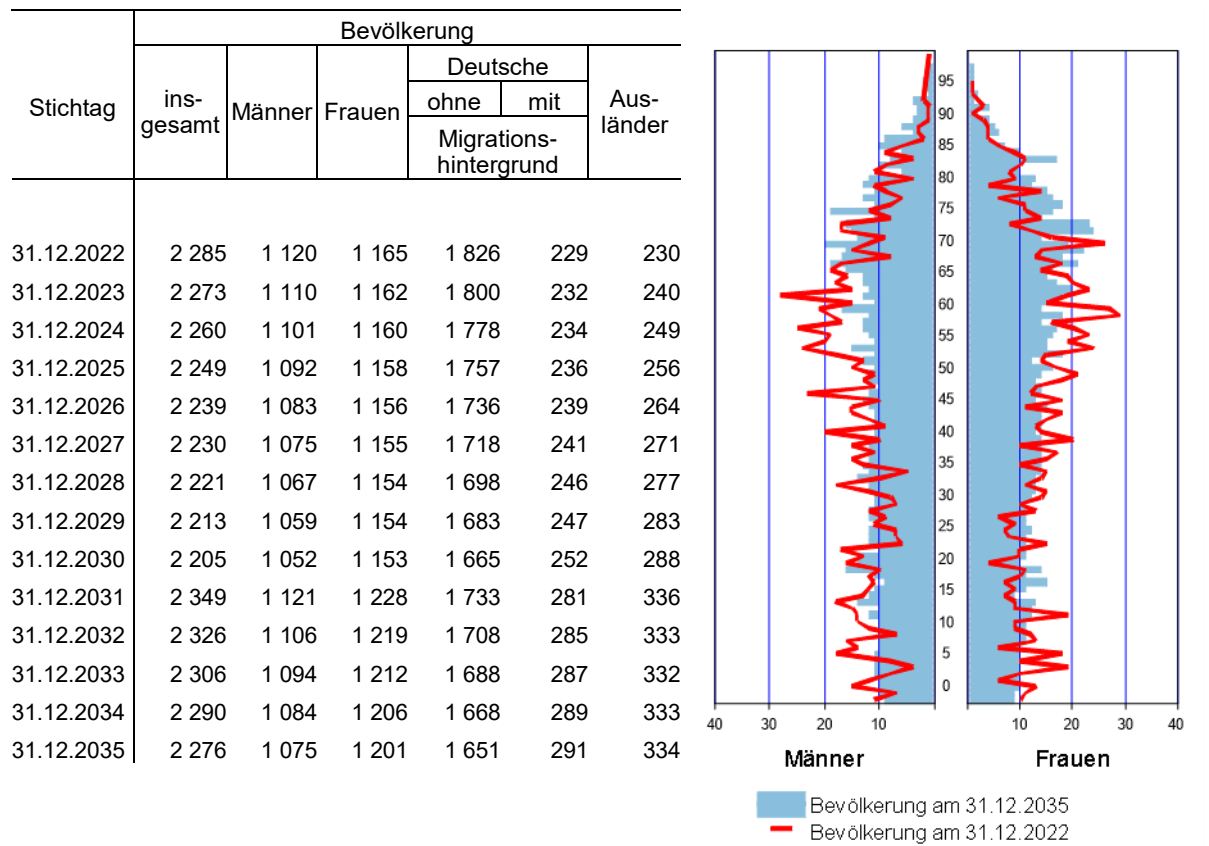 Bevölkerung
Stichtag
ins-
gesamt
Männer
Frauen
Deutsche
ohne
mit
Migrations-
hintergrund
Aus-
länder
31.12.2022 2 285 1 120 1 165 1 826 229 230
31.12.2023 2 273 1 110 1 162 1 800 232 240
31.12.2024 2 260 1 101 1 160 1 778 234 249
31.12.2025 2 249 1 092 1 158 1 757 236 256
31.12.2026 2 239 1 083 1 156 1 736 239 264
31.12.2027 2 230 1 075 1 155 1 718 241 271
31.12.2028 2 221 1 067 1 154 1 698 246 277
31.12.2029 2 213 1 059 1 154 1 683 247 283
31.12.2030 2 205 1 052 1 153 1 665 252 288
31.12.2031 2 349 1 121 1 228 1 733 281 336
31.12.2032 2 326 1 106 1 219 1 708 285 333
31.12.2033 2 306 1 094 1 212 1 688 287 332
31.12.2034 2 290 1 084 1 206 1 668 289 333
31.12.2035 2 276 1 075 1 201 1 651 291 334
95
90
85
80
75
70
65
60
55
50
45
40
35
30
25
20
15
10
5
0
40 30 20 10 10 20 30 40
Männer Frauen
Bevölkerung am 31.12.2035
Bevölkerung am 31.12.2022